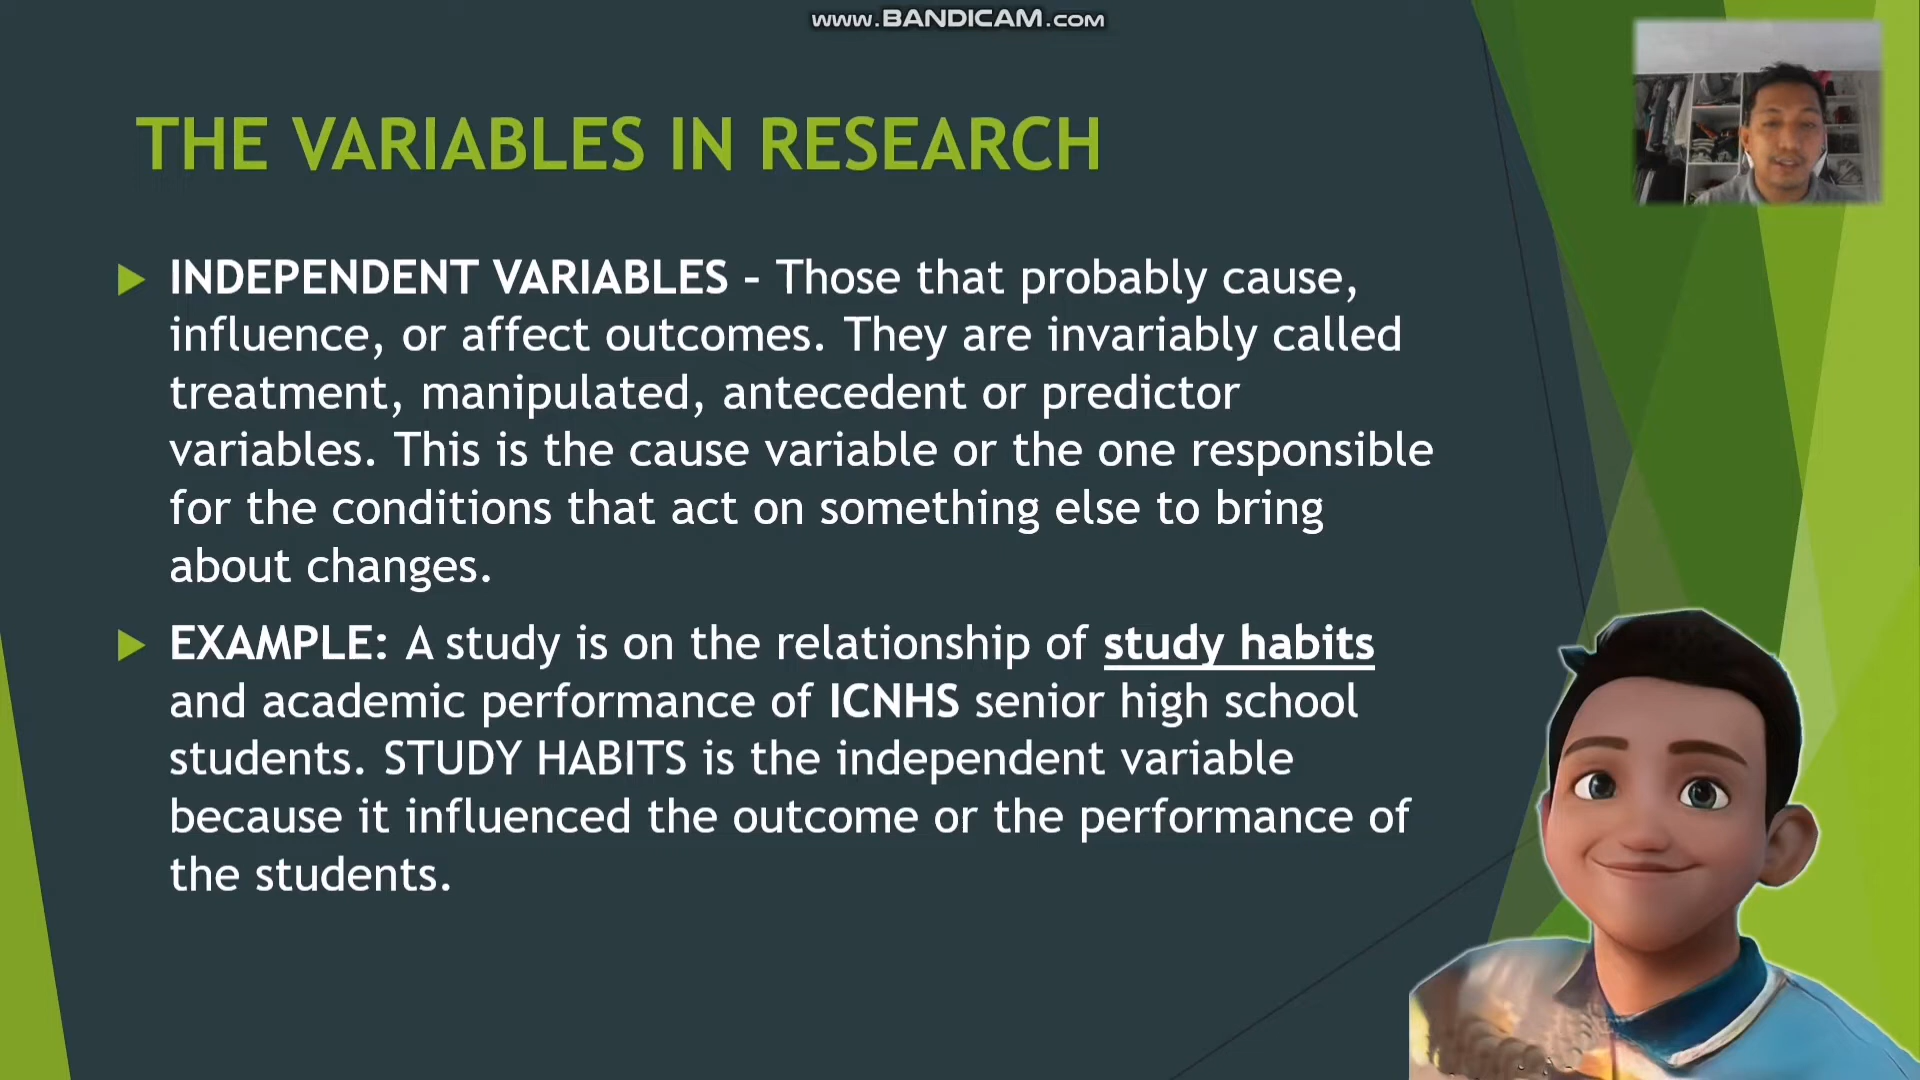 www.BANDICAM.com
THE VARIABLES IN RESEARCH
INDEPENDENT VARIABLES – Those that probably cause,
influence, or affect outcomes. They are invariably called
treatment, manipulated, antecedent or predictor
variables. This is the cause variable or the one responsible
for the conditions that act on something else to bring
about changes.
EXAMPLE: A study is on the relationship of study habits
and academic performance of ICNHS senior high school
students. STUDY HABITS is the independent variable
because it influenced the outcome or the performance of
the students.